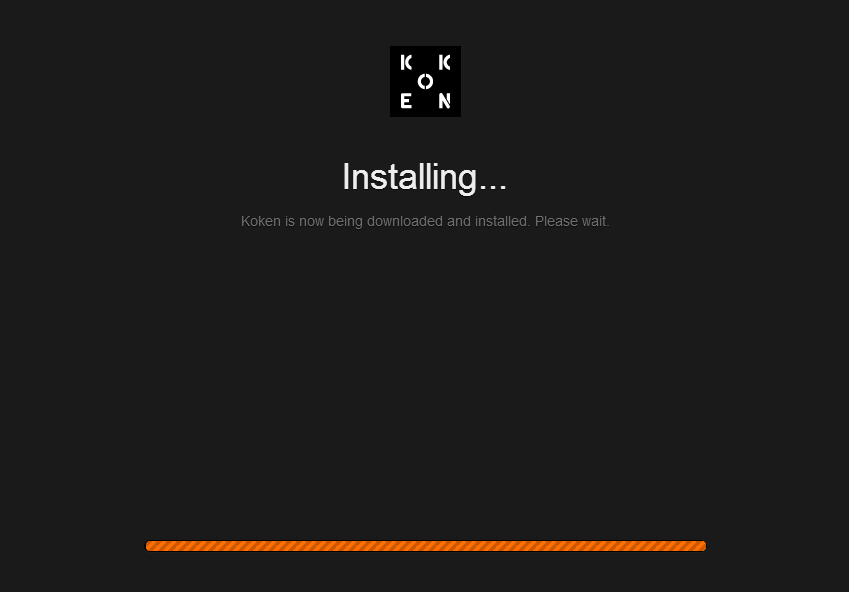 K K
O
E N
Installing...
Koken is now being downloaded and installed. Please wait.